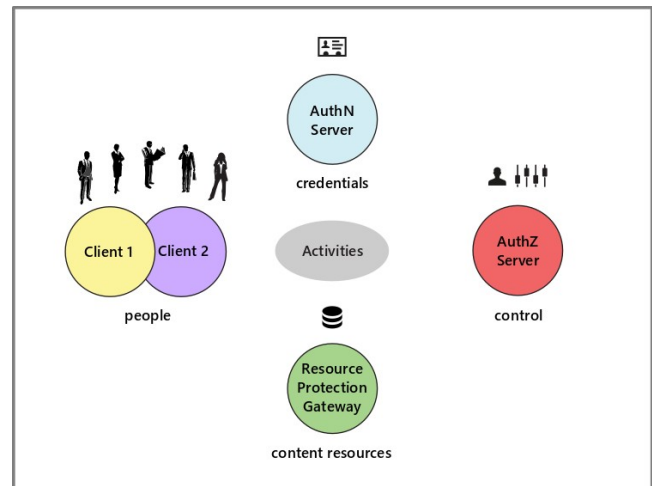 AuthN
Server
credentials
Client 1
Client 2
people
Activities
AuthZ
Server
control
Resource
Protection
Gateway
content resources